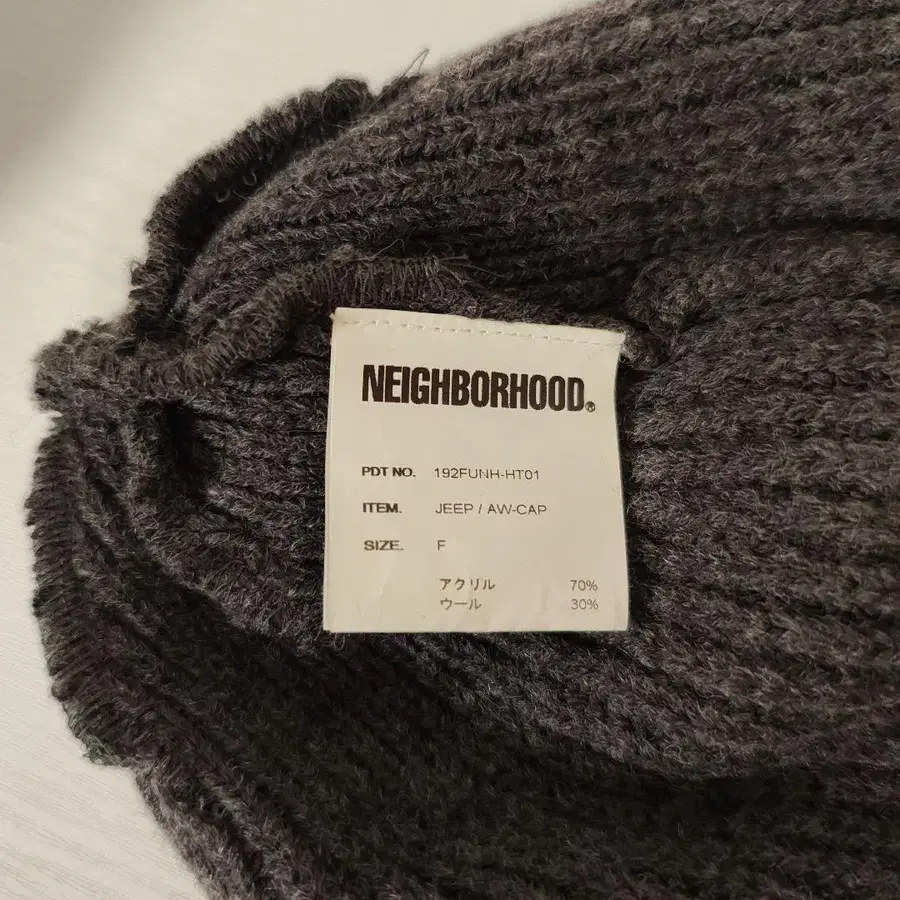 NEIGHBORHOOD®
PDT NO. 192FUNH-HT01
ITEM. JEEP / AW-CAP
SIZE. F
アクリル 70%
ウール 30%